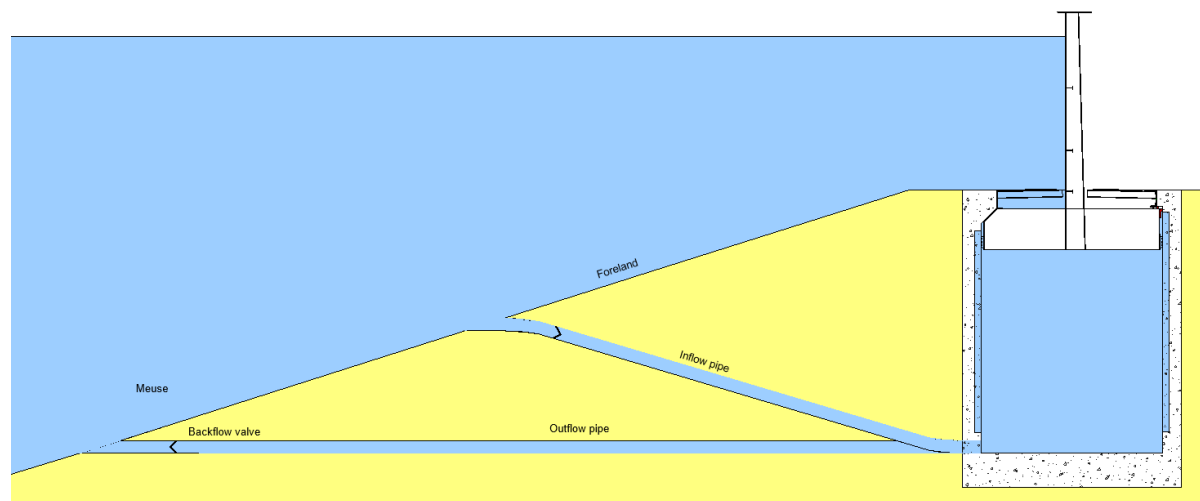 Foreland
Inflow pipe
Meuse
Backflow valve
Outflow pipe